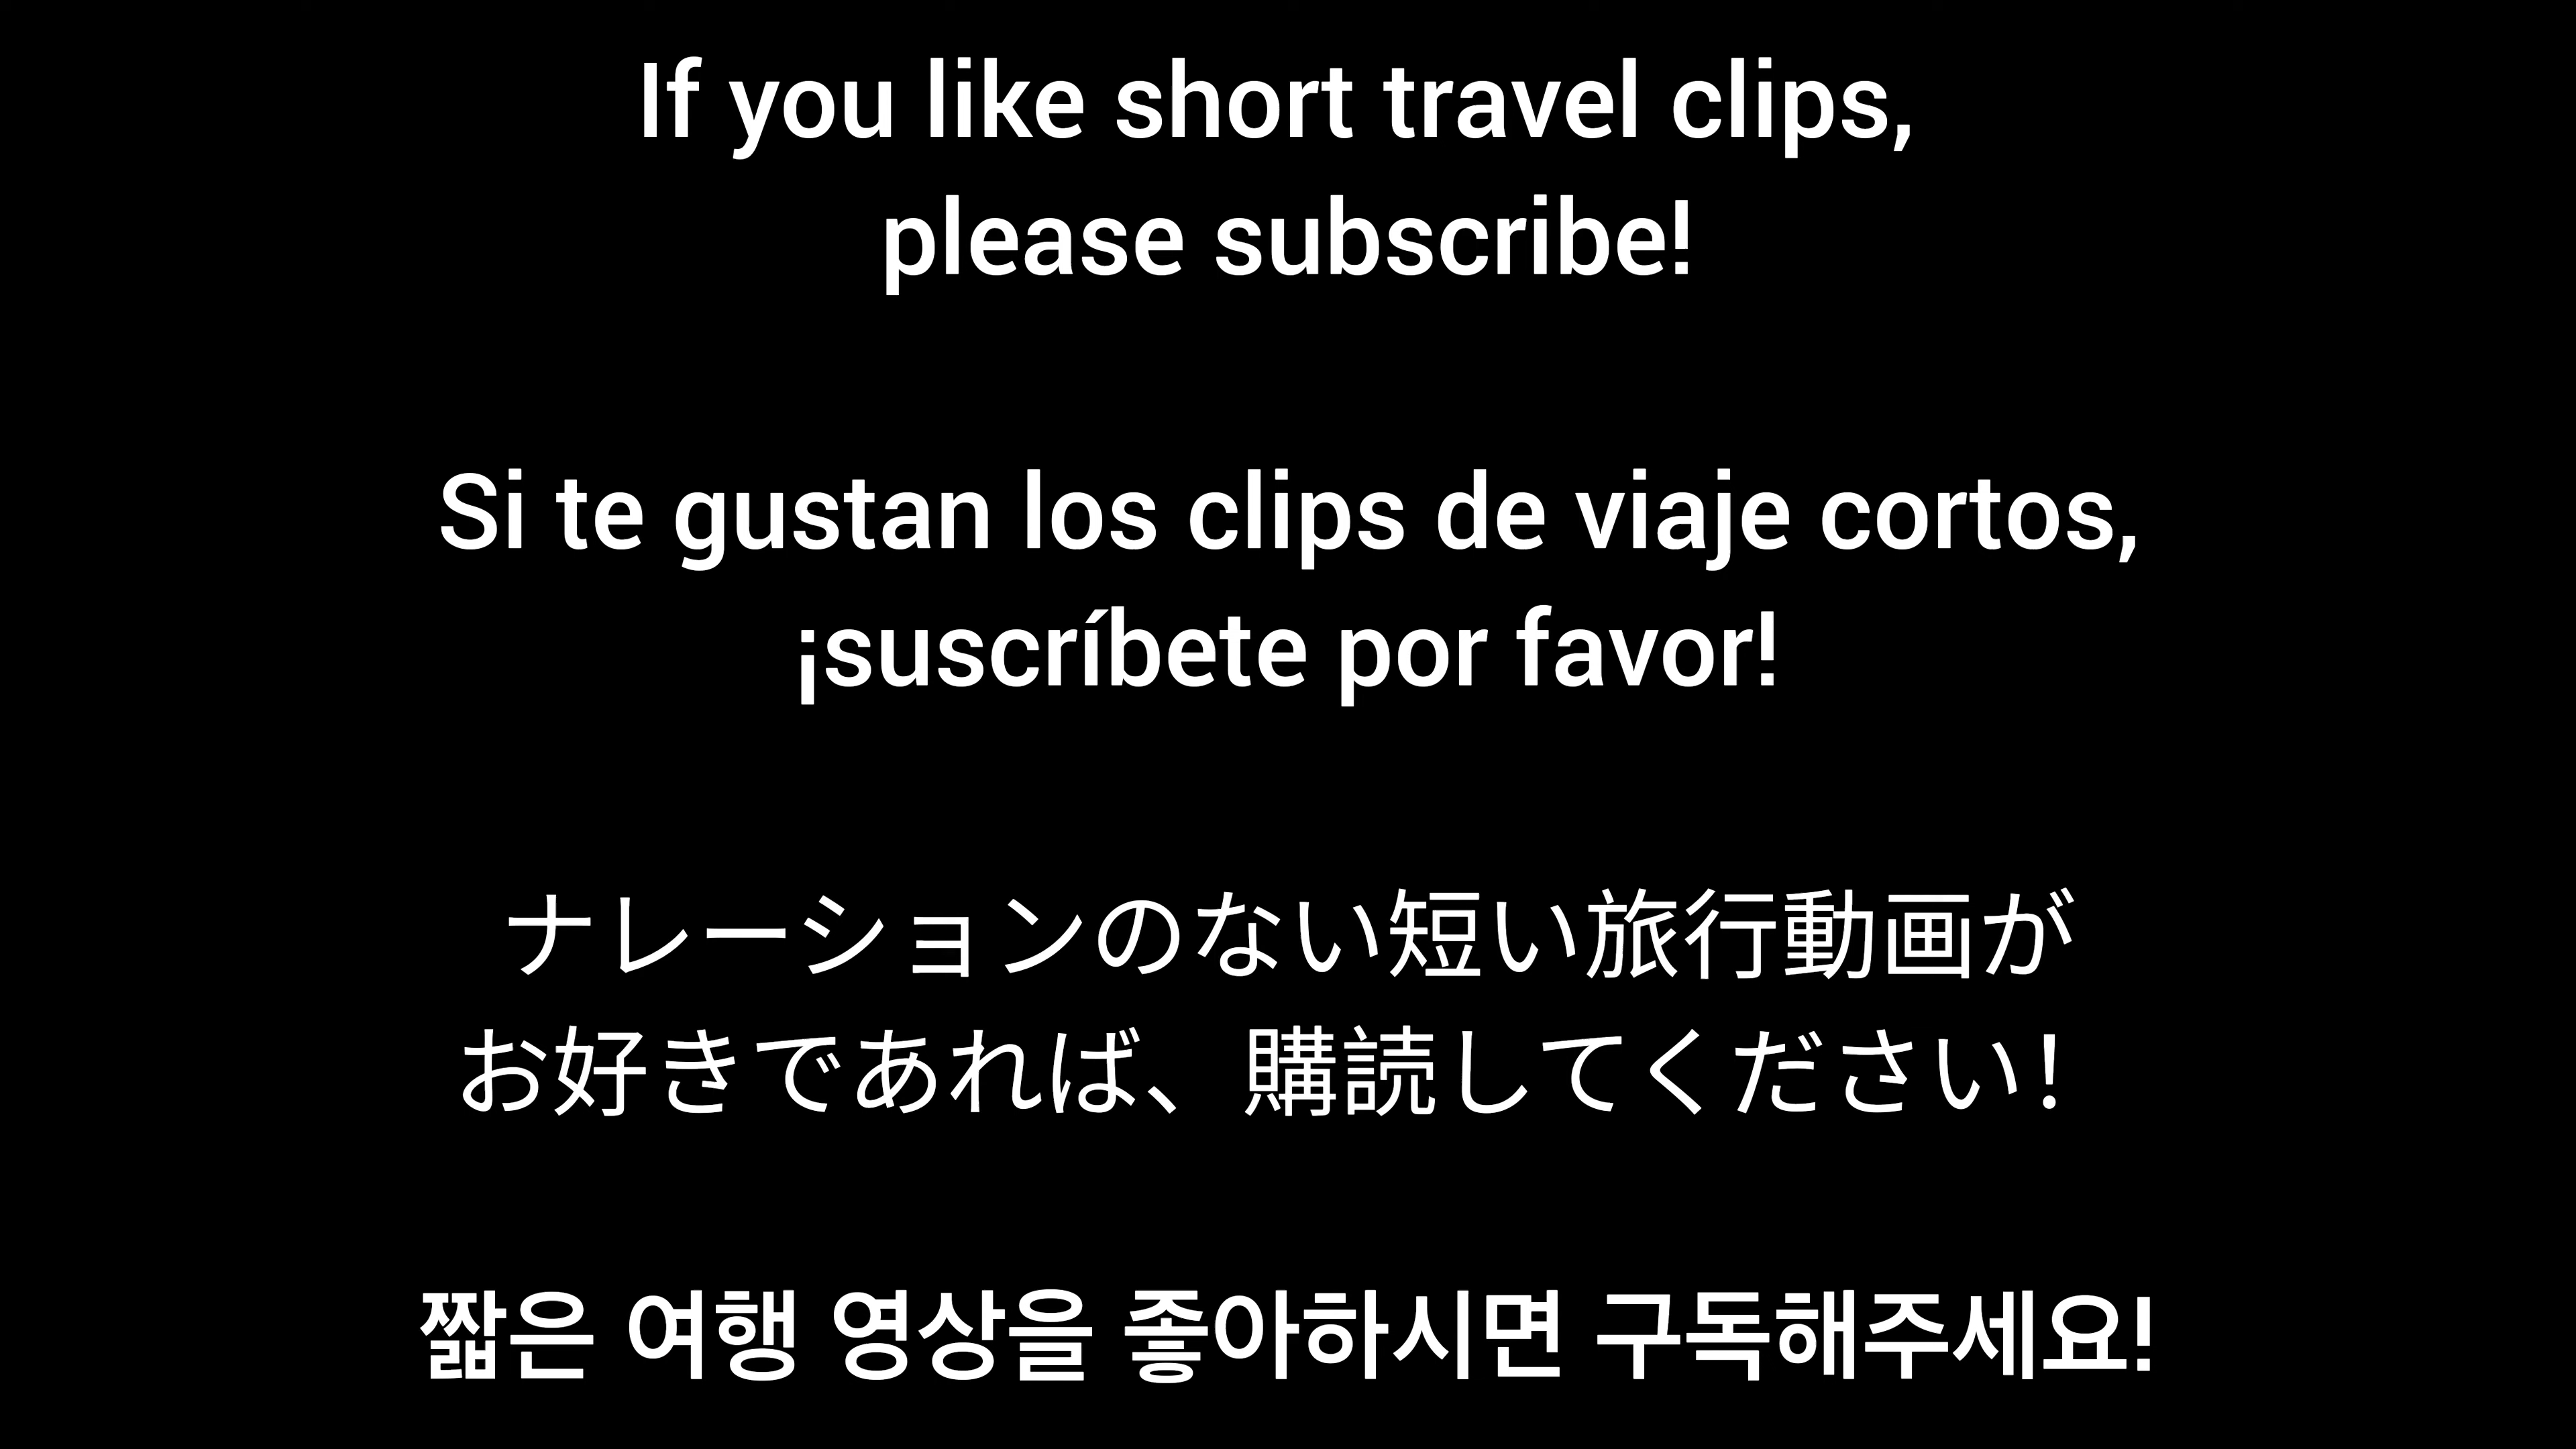 If you like short travel clips,
please subscribe!
Si te gustan los clips de viaje cortos,
¡suscríbete por favor!
ナレーションのない短い旅行動画が
お好きであれば、購読してください!
짧은 여행 영상을 좋아하시면 구독해주세요!